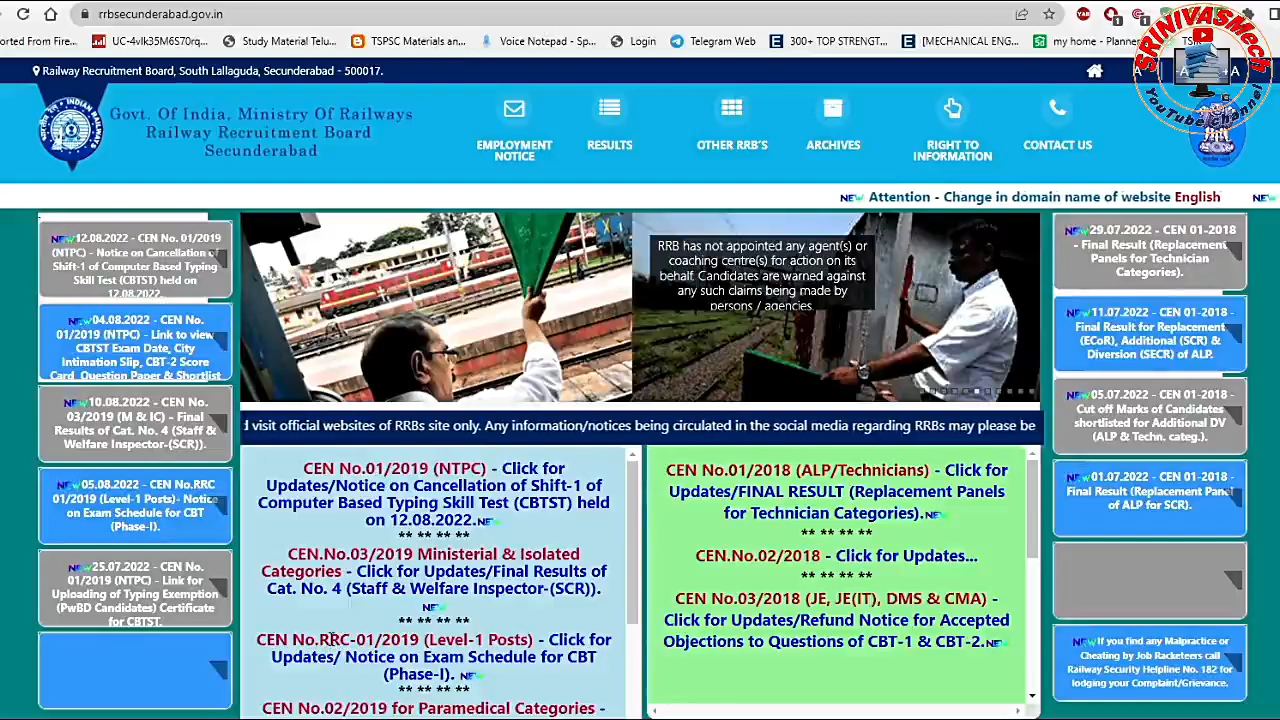 rrbsecunderabad.gov.in
orted From Fire...
UC-4vlk35M6S70rq...
Study Material Telu...
TSPSC Materials an...
Voice Notepad - Sp...
Login
Telegram Web
300+ TOP STRENGT...
[MECHANICAL ENG...
my home - Planner
SRINIVASMech
YouTube Channel
Railway Recruitment Board, South Lallaguda, Secunderabad - 500017.
A -A +A
Govt. Of India, Ministry Of Railways
Railway Recruitment Board
Secunderabad
EMPLOYMENT
NOTICE
RESULTS
OTHER RRB'S
ARCHIVES
RIGHT TO
INFORMATION
CONTACT US
NEW Attention - Change in domain name of website English NEW
NEW 12.08.2022 - CEN No. 01/2019
(NTPC) - Notice on Cancellation of
Shift-1 of Computer Based Typing
Skill Test (CBTST) held on
12.08.2022.
NEW 04.08.2022 - CEN No.
01/2019 (NTPC) - Link to view
CBTST Exam Date, City
Intimation Slip, CBT-2 Score
Card, Question Paper & Shortlist
NEW 10.08.2022 - CEN No.
03/2019 (M & IC) - Final
Results of Cat. No. 4 (Staff &
Welfare Inspector-(SCR)).
NEW 05.08.2022 - CEN No.RRC
01/2019 (Level-1 Posts)- Notice
on Exam Schedule for CBT
(Phase-I).
NEW 25.07.2022 - CEN No.
01/2019 (NTPC) - Link for
Uploading of Typing Exemption
(PwBD Candidates) Certificate
for CBTST.
RRB has not appointed any agent(s) or
coaching centre(s) for action on its
behalf. Candidates are warned against
any such claims being made by
persons / agencies.
d visit official websites of RRBs site only. Any information/notices being circulated in the social media regarding RRBs may please be
CEN No.01/2019 (NTPC) - Click for
Updates/Notice on Cancellation of Shift-1 of
Computer Based Typing Skill Test (CBTST) held
on 12.08.2022. NEW
** ** ** **
CEN.No.03/2019 Ministerial & Isolated
Categories - Click for Updates/Final Results of
Cat. No. 4 (Staff & Welfare Inspector-(SCR)).
NEW
** ** ** **
CEN No.RRC-01/2019 (Level-1 Posts) - Click for
Updates/ Notice on Exam Schedule for CBT
(Phase-I). NEW
** ** ** **
CEN No.02/2019 for Paramedical Categories -
CEN No.01/2018 (ALP/Technicians) - Click for
Updates/FINAL RESULT (Replacement Panels
for Technician Categories). NEW
** ** ** **
CEN.No.02/2018 - Click for Updates...
** ** ** **
CEN No.03/2018 (JE, JE(IT), DMS & CMA) -
Click for Updates/Refund Notice for Accepted
Objections to Questions of CBT-1 & CBT-2. NEW
NEW 29.07.2022 - CEN 01-2018
- Final Result (Replacement
Panels for Technician
Categories).
NEW 11.07.2022 - CEN 01-2018 -
Final Result for Replacement
(ECoR), Additional (SCR) &
Diversion (SECR) of ALP.
NEW 05.07.2022 - CEN 01-2018 -
Cut off Marks of Candidates
shortlisted for Additional DV
(ALP & Techn. categ.).
NEW 01.07.2022 - CEN 01-2018 -
Final Result (Replacement Panel
of ALP for SCR).
NEW If you find any Malpractice or
Cheating by Job Racketeers call
Railway Security Helpline No. 182 for
lodging your Complaint/Grievance.